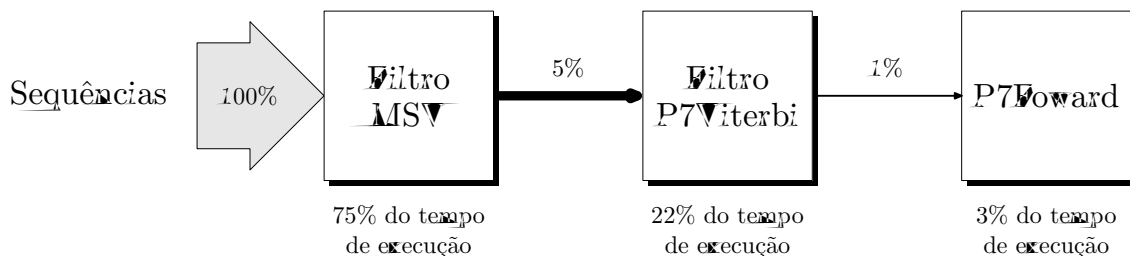 Sequências
100%
Filtro
MSV
5%
Filtro
P7Viterbi
1%
P7Foward
75% do tempo
de execução
22% do tempo
de execução
3% do tempo
de execução